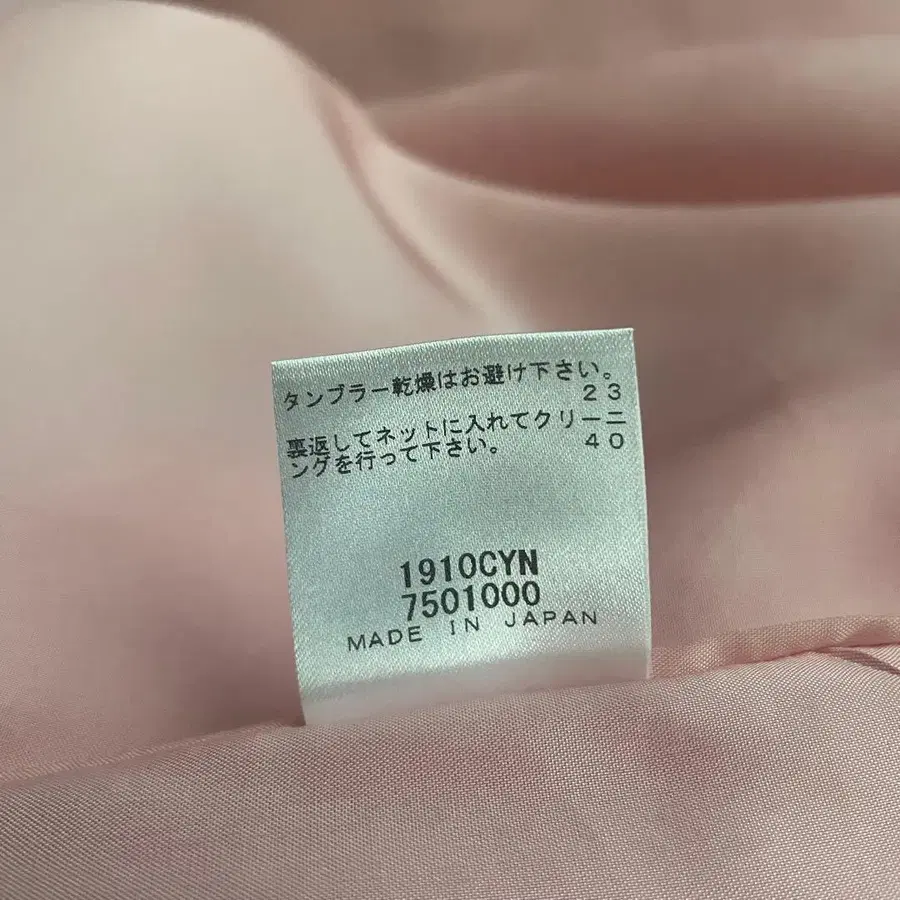 タンブラー乾燥はお避け下さい。
23
裏返してネットに入れてクリーニ
ングを行って下さい。 40
1910CYN
7501000
MADE IN JAPAN